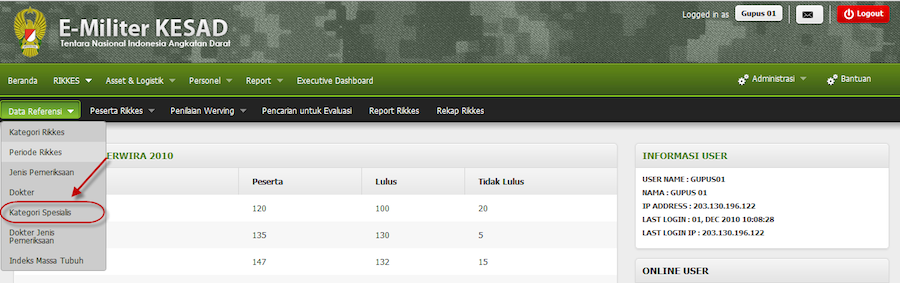 E-Militer KESAD
Tentara Nasional Indonesia Angkatan Darat
Logged in as Gupus 01 Logout
Beranda RIKKES Asset & Logistik Personel Report Executive Dashboard Administrasi Bantuan
Data Referensi Peserta Rikkes Penilaian Werving Pencarian untuk Evaluasi Report Rikkes Rekap Rikkes
Kategori Rikkes
Periode Rikkes
Jenis Pemeriksaan
Dokter
Kategori Spesialis
Dokter Jenis
Pemeriksaan
Indeks Massa Tubuh
ERWIRA 2010
Peserta Lulus Tidak Lulus
120 100 20
135 130 5
147 132 15
INFORMASI USER
USER NAME : GUPUS01
NAMA : GUPUS 01
IP ADDRESS : 203.130.196.122
LAST LOGIN : 01, DEC 2010 10:08:28
LAST LOGIN IP : 203.130.196.122
ONLINE USER